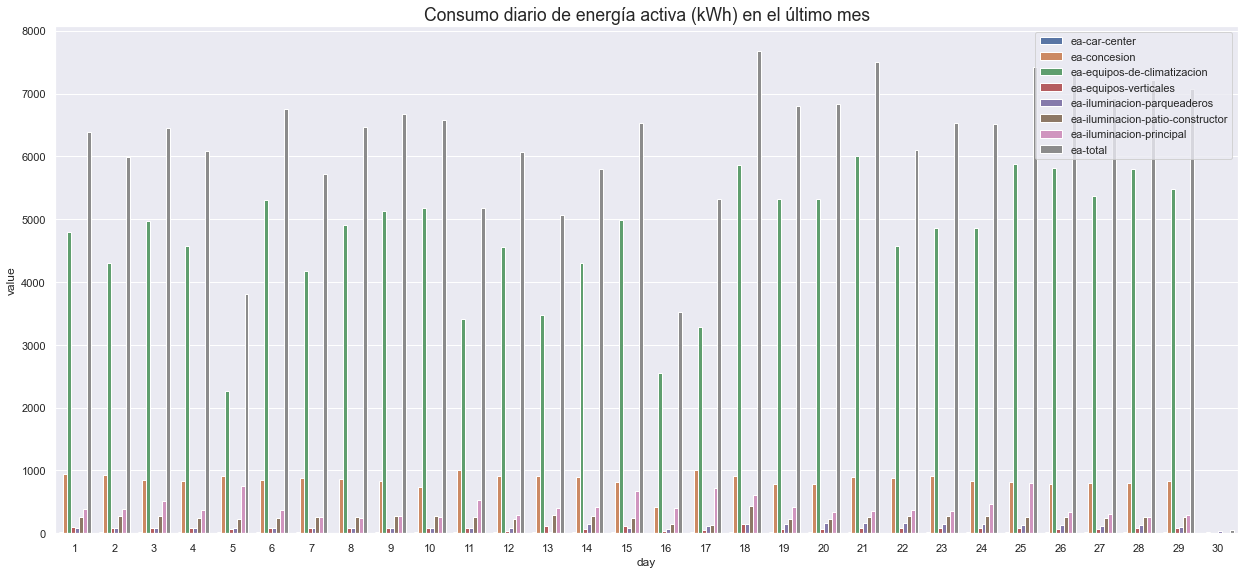 Consumo diario de energía activa (kWh) en el último mes
8000
7000
6000
5000
4000
3000
2000
1000
0
value
ea-car-center
ea-concesion
ea-equipos-de-climatizacion
ea-equipos-verticales
ea-iluminacion-parqueaderos
ea-iluminacion-patio-constructor
ea-iluminacion-principal
ea-total
1 2 3 4 5 6 7 8 9 10 11 12 13 14 15 16 17 18 19 20 21 22 23 24 25 26 27 28 29 30
day